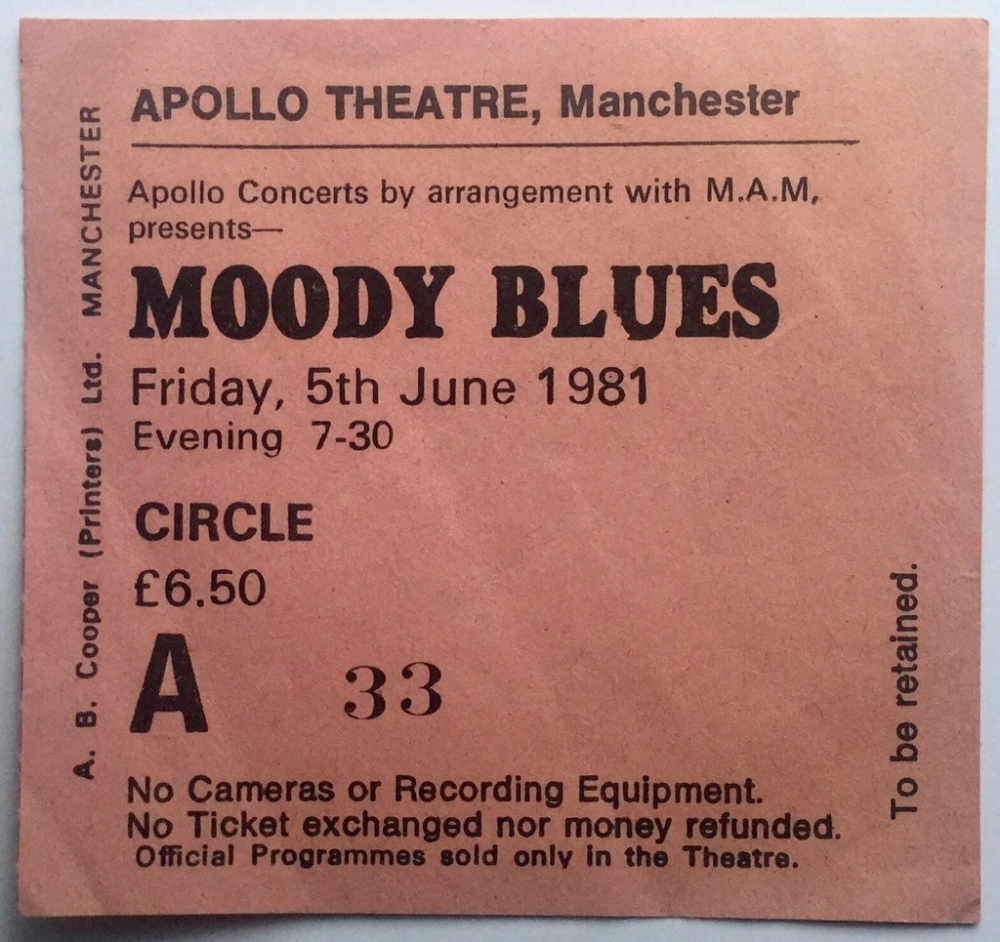 APOLLO THEATRE, Manchester
Apollo Concerts by arrangement with M.A.M,
presents—
MOODY BLUES
Friday, 5th June 1981
Evening 7-30
CIRCLE
£6.50
A 33
No Cameras or Recording Equipment.
No Ticket exchanged nor money refunded.
Official Programmes sold only in the Theatre.
A. B. Cooper (Printers) Ltd. MANCHESTER
To be retained.